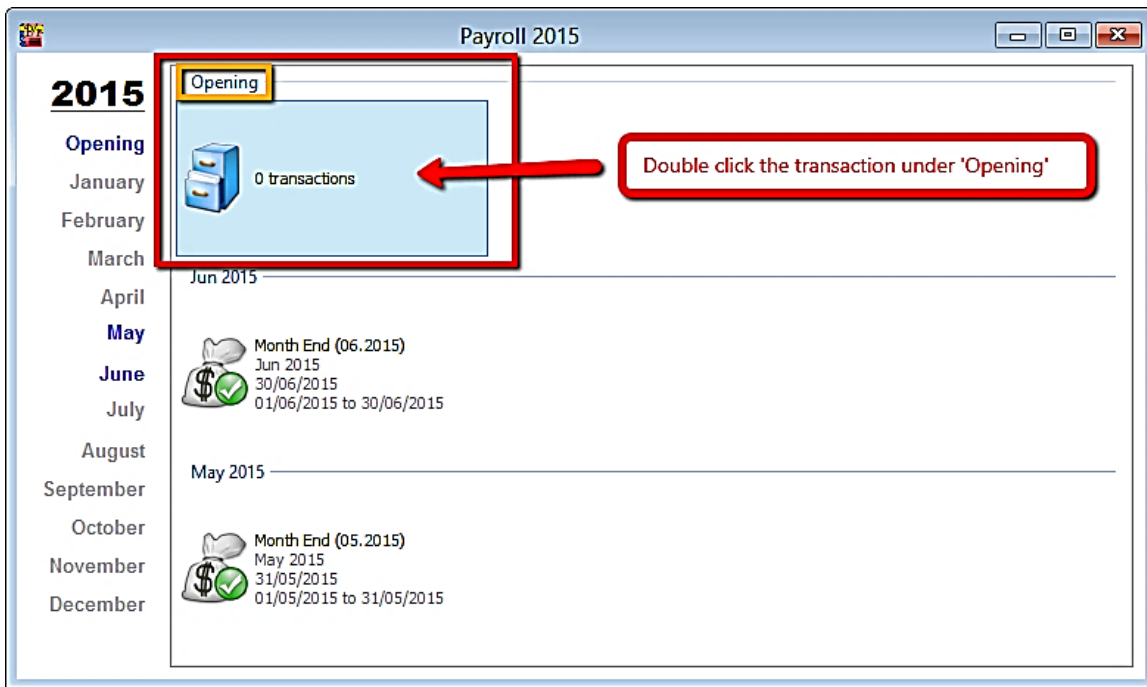 Payroll 2015
2015
Opening
January
February
March
April
May
June
July
August
September
October
November
December
Opening
0 transactions
Double click the transaction under 'Opening'
Jun 2015
Month End (06.2015)
Jun 2015
30/06/2015
01/06/2015 to 30/06/2015
May 2015
Month End (05.2015)
May 2015
31/05/2015
01/05/2015 to 31/05/2015